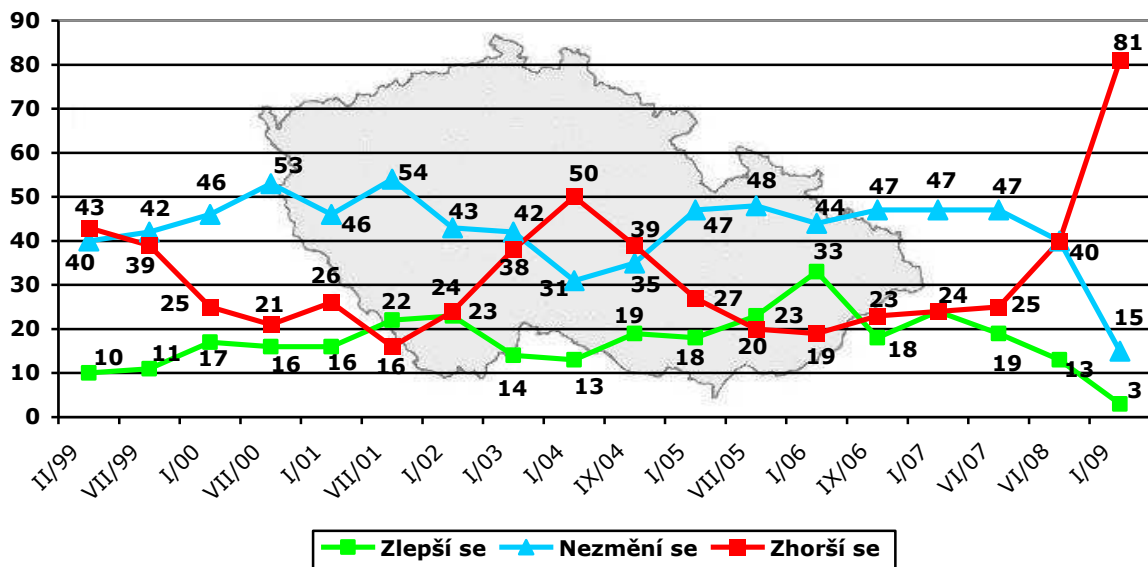 90
80
70
60
50
40
30
20
10
0
81
53
54
50
46
48
47
47
47
43
42
46
43
42
44
40
39
39
38
40
35
33
31
25
21
26
22
24
23
27
23
23
24
25
10
11
17
16
16
16
14
13
19
18
20
19
18
19
13
15
3
II/99
VII/99
I/00
VII/00
I/01
VII/01
I/02
I/03
I/04
IX/04
I/05
VII/05
I/06
IX/06
I/07
VI/07
VI/08
I/09
Zlepší se
Nezmění se
Zhorší se